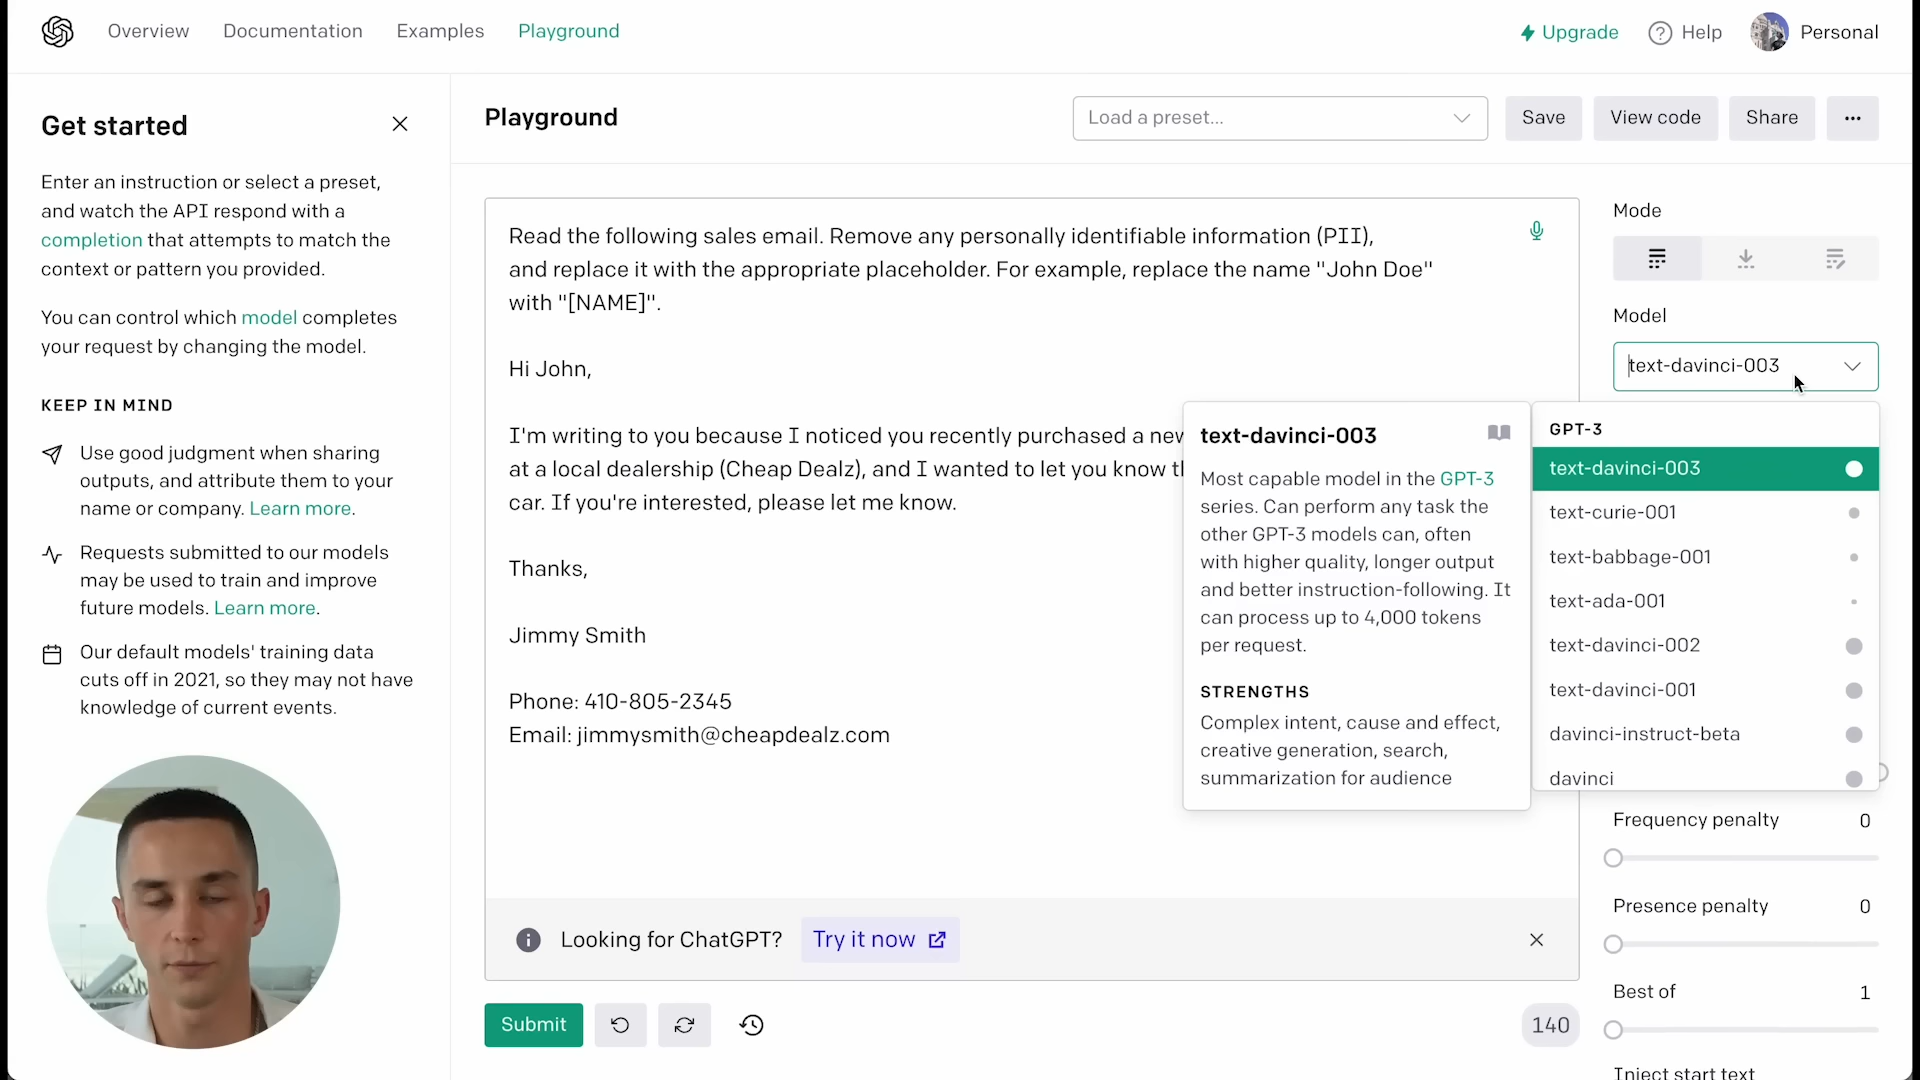 Overview
Documentation
Examples
Playground
Upgrade
Help
Personal
Get started
Enter an instruction or select a preset,
and watch the API respond with a
completion that attempts to match the
context or pattern you provided.
You can control which model completes
your request by changing the model.
KEEP IN MIND
Use good judgment when sharing
outputs, and attribute them to your
name or company. Learn more.
Requests submitted to our models
may be used to train and improve
future models. Learn more.
Our default models' training data
cuts off in 2021, so they may not have
knowledge of current events.
Playground
Load a preset...
Save
View code
Share
Read the following sales email. Remove any personally identifiable information (PII),
and replace it with the appropriate placeholder. For example, replace the name "John Doe"
with "[NAME]".
Hi John,
I'm writing to you because I noticed you recently purchased a new
at a local dealership (Cheap Dealz), and I wanted to let you know
car. If you're interested, please let me know.
Thanks,
Jimmy Smith
Phone: 410-805-2345
Email: jimmysmith@cheapdealz.com
Looking for ChatGPT?
Try it now
Submit
140
text-davinci-003
Most capable model in the GPT-3
series. Can perform any task the
other GPT-3 models can, often
with higher quality, longer output
and better instruction-following. It
can process up to 4,000 tokens
per request.
STRENGTHS
Complex intent, cause and effect,
creative generation, search,
summarization for audience
Mode
Model
text-davinci-003
GPT-3
text-davinci-003
text-curie-001
text-babbage-001
text-ada-001
text-davinci-002
text-davinci-001
davinci-instruct-beta
davinci
Frequency penalty 0
Presence penalty 0
Best of 1
Inject start text